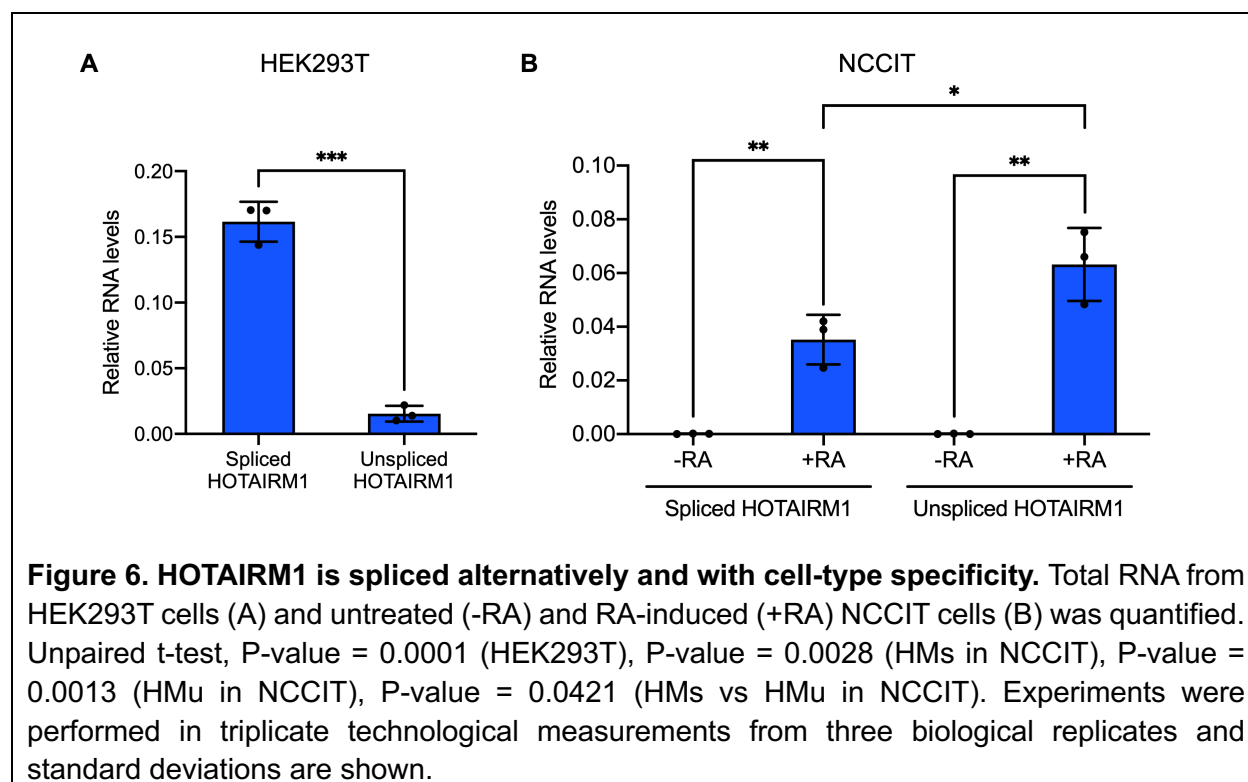 A HEK293T
B NCCIT
*
** **
***
Relative RNA levels
0.20
0.15
0.10
0.05
0.00
Spliced HOTAIRM1
Unspliced HOTAIRM1
Relative RNA levels
0.10
0.08
0.06
0.04
0.02
0.00
-RA +RA -RA +RA
Spliced HOTAIRM1 Unspliced HOTAIRM1
Figure 6. HOTAIRM1 is spliced alternatively and with cell-type specificity. Total RNA from
HEK293T cells (A) and untreated (-RA) and RA-induced (+RA) NCCIT cells (B) was quantified.
Unpaired t-test, P-value = 0.0001 (HEK293T), P-value = 0.0028 (HMs in NCCIT), P-value =
0.0013 (HMu in NCCIT), P-value = 0.0421 (HMs vs HMu in NCCIT). Experiments were
performed in triplicate technological measurements from three biological replicates and
standard deviations are shown.